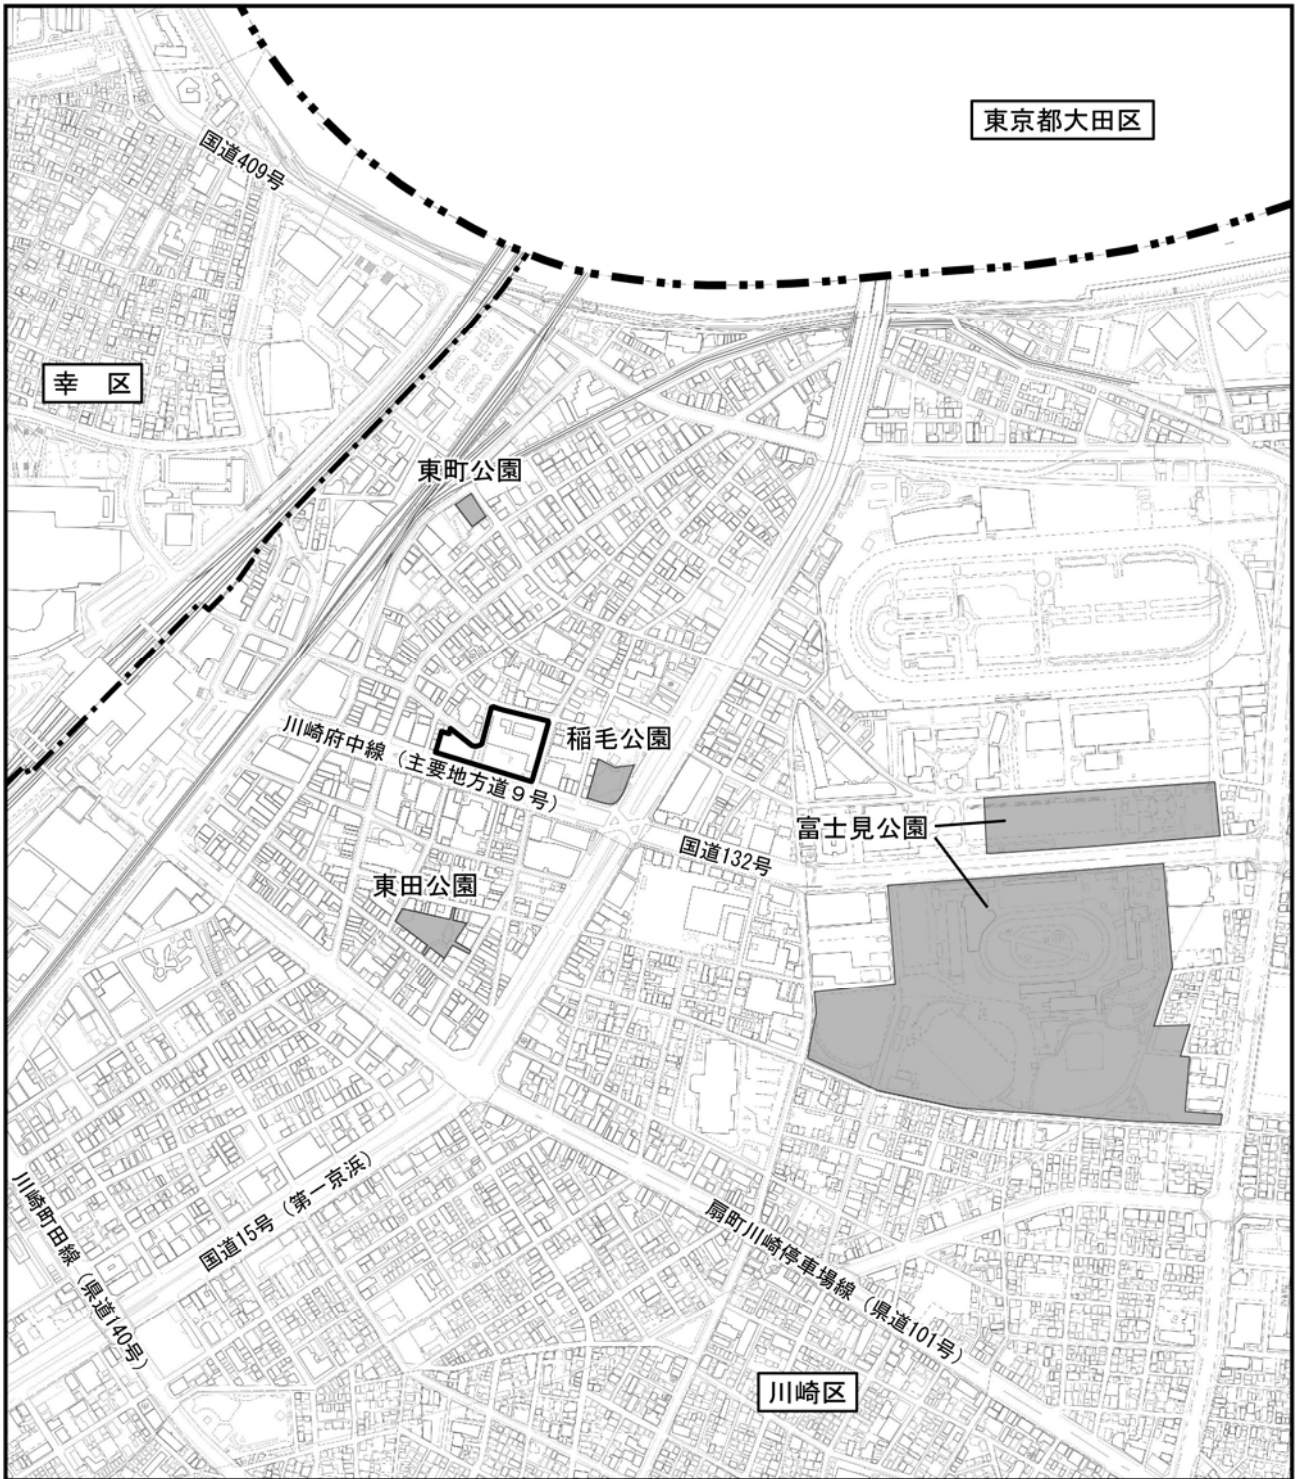 東京都大田区
国道409号
幸 区
東町公園
川崎府中線（主要地方道９号）
稲毛公園
富士見公園
国道132号
東田公園
国道15号（第一京浜）
川崎町田線（県道140号）
扇町川崎停車場線（県道101号）
川崎区